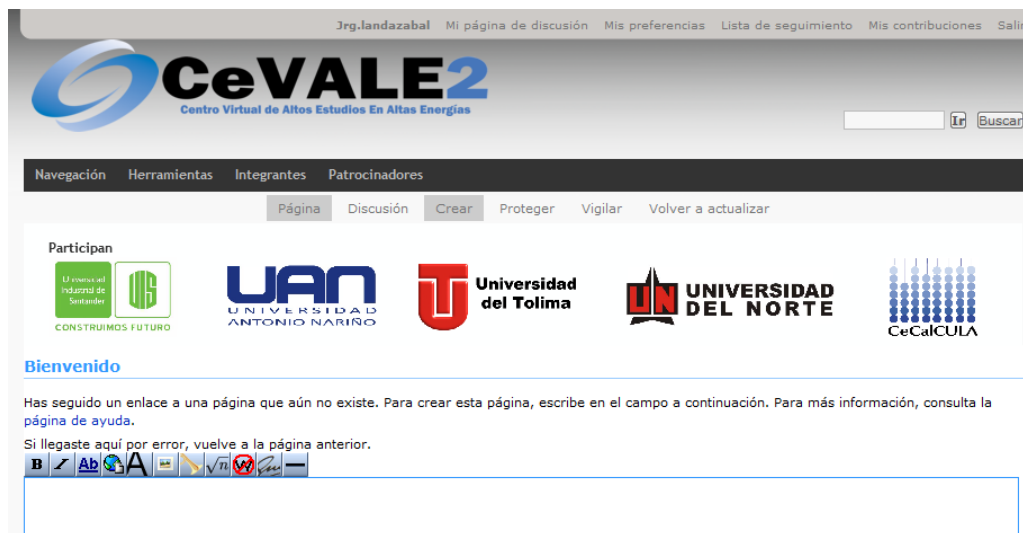 Jrg.landazabal Mi página de discusión Mis preferencias Lista de seguimiento Mis contribuciones Salir
CeVALE2
Centro Virtual de Altos Estudios En Altas Energías
Ir Buscar
Navegación Herramientas Integrantes Patrocinadores
Página Discusión Crear Proteger Vigilar Volver a actualizar
Participan
Universidad
Industrial de
Santander
UIS
CONSTRUIMOS FUTURO
UAN
UNIVERSIDAD
ANTONIO NARIÑO
Universidad
del Tolima
UN
UNIVERSIDAD
DEL NORTE
CeCalCULA
Bienvenido
Has seguido un enlace a una página que aún no existe. Para crear esta página, escribe en el campo a continuación. Para más información, consulta la
página de ayuda.
Si llegaste aquí por error, vuelve a la página anterior.
B I Ab A √n W